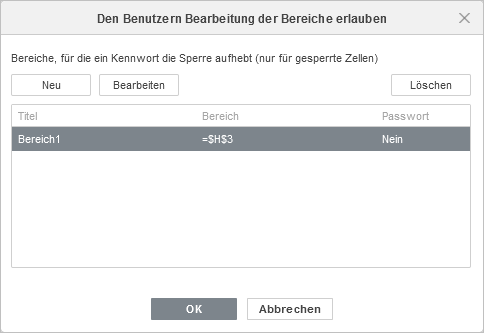 Den Benutzern Bearbeitung der Bereiche erlauben
Bereiche, für die ein Kennwort die Sperre aufhebt (nur für gesperrte Zellen)
Neu Bearbeiten Löschen
Titel Bereich Passwort
Bereich1 =$H$3 Nein
OK Abbrechen